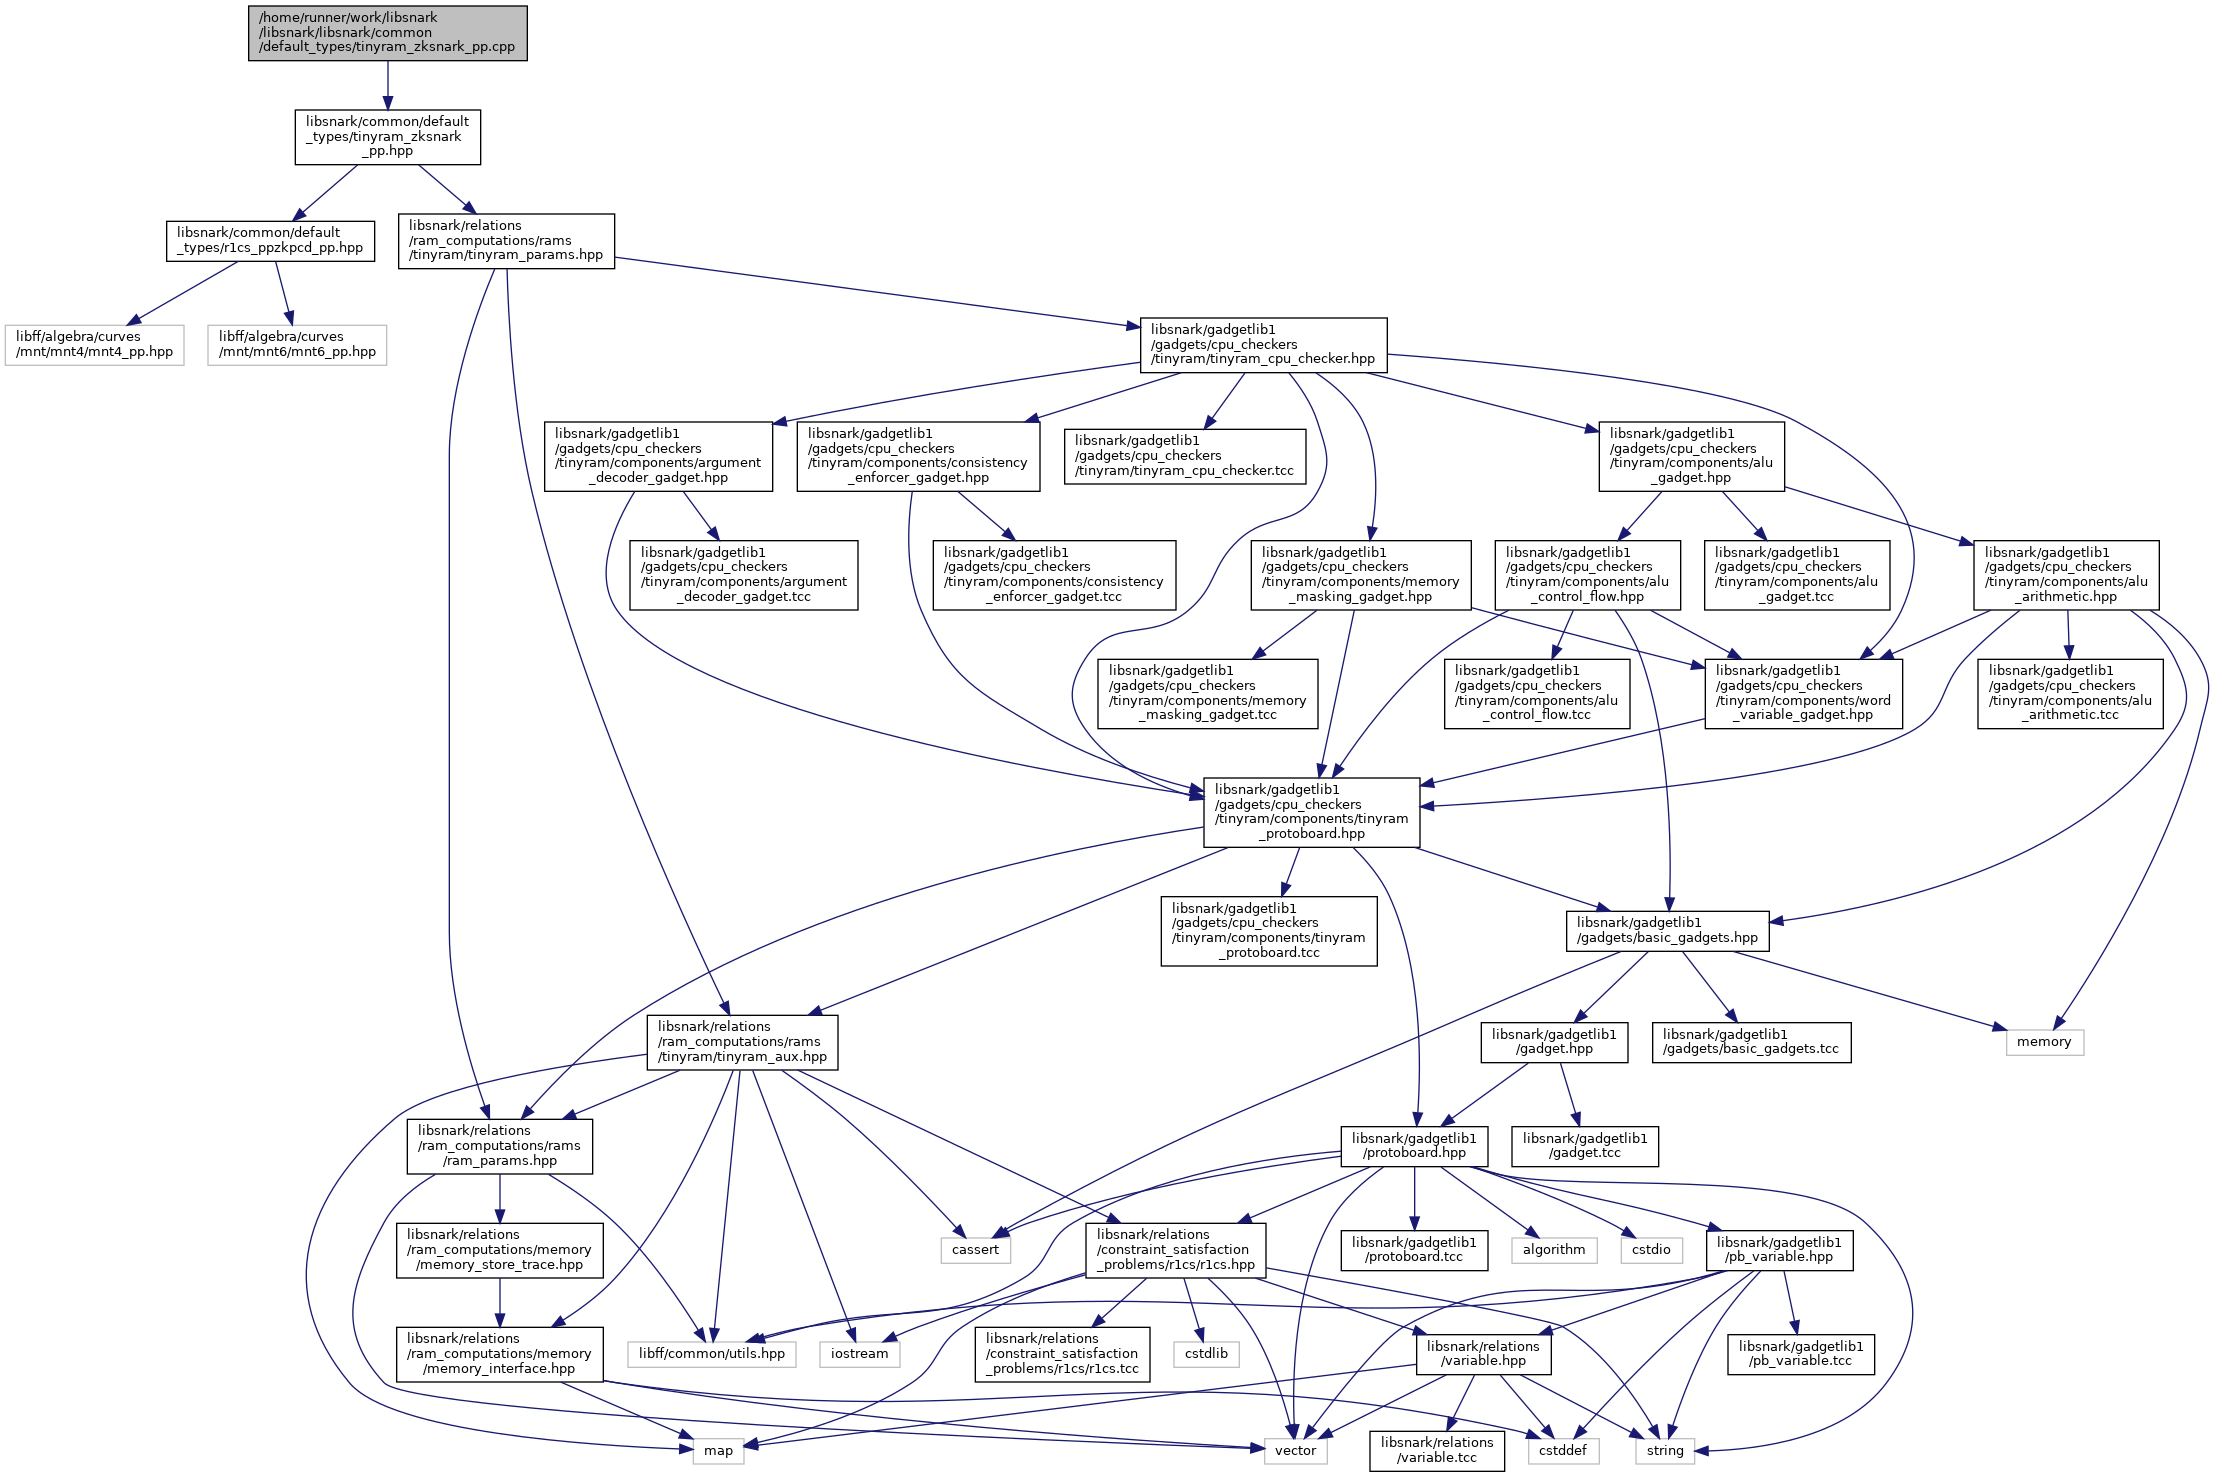 /home/runner/work/libsnark
/libsnark/libsnark/common
/default_types/tinyram_zksnark_pp.cpp
libsnark/common/default
_types/tinyram_zksnark
_pp.hpp
libsnark/common/default
_types/r1cs_ppzkpcd_pp.hpp
libsnark/relations
/ram_computations/rams
/tinyram/tinyram_params.hpp
libff/algebra/curves
/mnt/mnt4/mnt4_pp.hpp
libff/algebra/curves
/mnt/mnt6/mnt6_pp.hpp
libsnark/gadgetlib1
/gadgets/cpu_checkers
/tinyram/tinyram_cpu_checker.hpp
libsnark/gadgetlib1
/gadgets/cpu_checkers
/tinyram/components/argument
_decoder_gadget.hpp
libsnark/gadgetlib1
/gadgets/cpu_checkers
/tinyram/components/consistency
_enforcer_gadget.hpp
libsnark/gadgetlib1
/gadgets/cpu_checkers
/tinyram/tinyram_cpu_checker.tcc
libsnark/gadgetlib1
/gadgets/cpu_checkers
/tinyram/components/alu
_gadget.hpp
libsnark/gadgetlib1
/gadgets/cpu_checkers
/tinyram/components/argument
_decoder_gadget.tcc
libsnark/gadgetlib1
/gadgets/cpu_checkers
/tinyram/components/consistency
_enforcer_gadget.tcc
libsnark/gadgetlib1
/gadgets/cpu_checkers
/tinyram/components/memory
_masking_gadget.hpp
libsnark/gadgetlib1
/gadgets/cpu_checkers
/tinyram/components/alu
_control_flow.hpp
libsnark/gadgetlib1
/gadgets/cpu_checkers
/tinyram/components/alu
_gadget.tcc
libsnark/gadgetlib1
/gadgets/cpu_checkers
/tinyram/components/alu
_arithmetic.hpp
libsnark/gadgetlib1
/gadgets/cpu_checkers
/tinyram/components/memory
_masking_gadget.tcc
libsnark/gadgetlib1
/gadgets/cpu_checkers
/tinyram/components/alu
_control_flow.tcc
libsnark/gadgetlib1
/gadgets/cpu_checkers
/tinyram/components/word
_variable_gadget.hpp
libsnark/gadgetlib1
/gadgets/cpu_checkers
/tinyram/components/alu
_arithmetic.tcc
libsnark/gadgetlib1
/gadgets/cpu_checkers
/tinyram/components/tinyram
_protoboard.hpp
libsnark/gadgetlib1
/gadgets/cpu_checkers
/tinyram/components/tinyram
_protoboard.tcc
libsnark/gadgetlib1
/gadgets/basic_gadgets.hpp
libsnark/relations
/ram_computations/rams
/tinyram/tinyram_aux.hpp
libsnark/gadgetlib1
/gadget.hpp
libsnark/gadgetlib1
/gadgets/basic_gadgets.tcc
memory
libsnark/relations
/ram_computations/rams
/ram_params.hpp
libsnark/gadgetlib1
/protoboard.hpp
libsnark/gadgetlib1
/gadget.tcc
libsnark/relations
/ram_computations/memory
/memory_store_trace.hpp
cassert
libsnark/relations
/constraint_satisfaction
_problems/r1cs/r1cs.hpp
libsnark/gadgetlib1
/protoboard.tcc
algorithm
cstdio
libsnark/gadgetlib1
/pb_variable.hpp
libsnark/relations
/ram_computations/memory
/memory_interface.hpp
libff/common/utils.hpp
iostream
libsnark/relations
/constraint_satisfaction
_problems/r1cs/r1cs.tcc
cstdlib
libsnark/relations
/variable.hpp
libsnark/gadgetlib1
/pb_variable.tcc
map
vector
libsnark/relations
/variable.tcc
cstddef
string